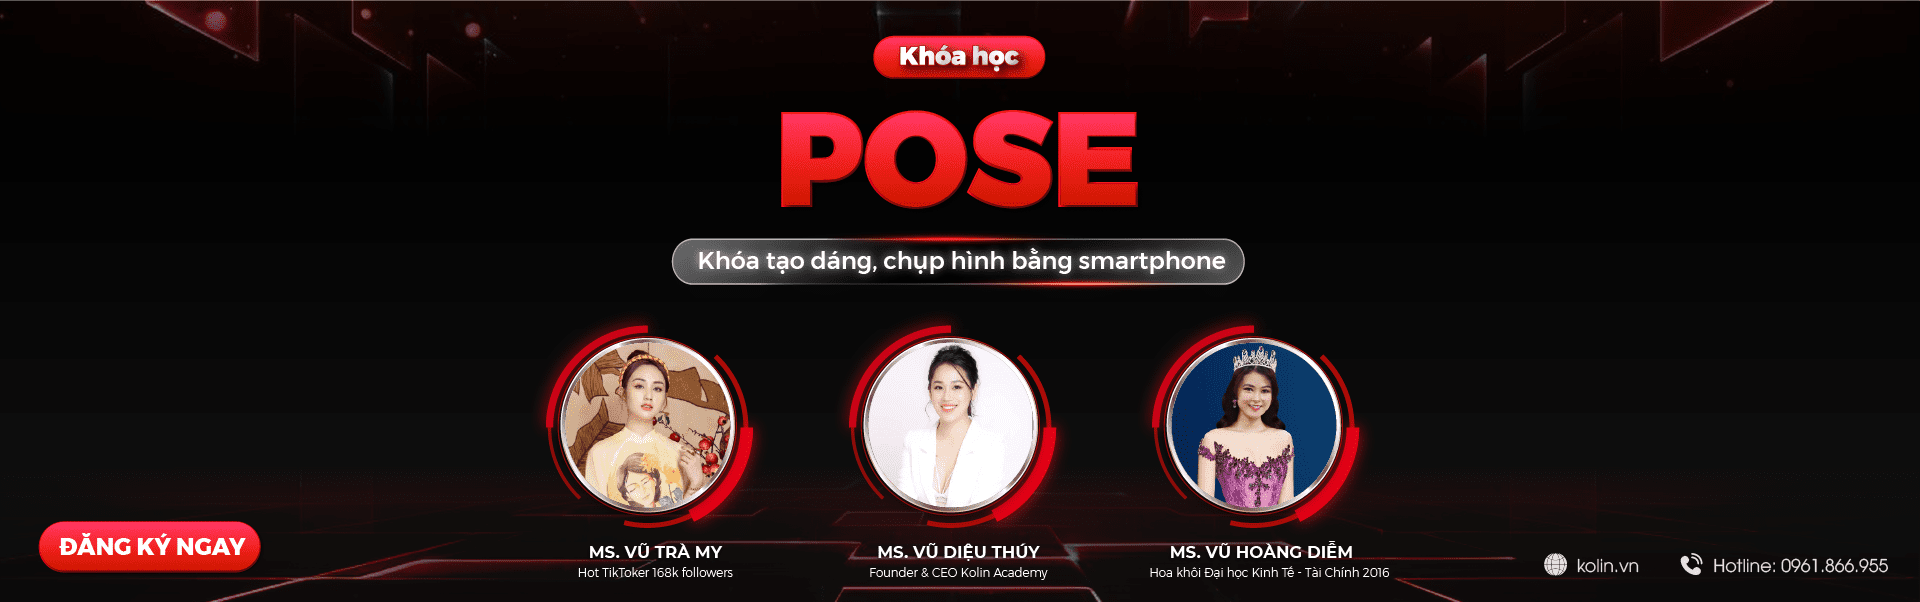 Khóa học
POSE
Khóa tạo dáng, chụp hình bằng smartphone
MS. VŨ TRÀ MY
Hot TikToker 168k followers
MS. VŨ DIỆU THÚY
Founder & CEO Kolin Academy
MS. VŨ HOÀNG DIỄM
Hoa khôi Đại học Kinh Tế - Tài Chính 2016
ĐĂNG KÝ NGAY
kolin.vn
Hotline: 0961.866.955